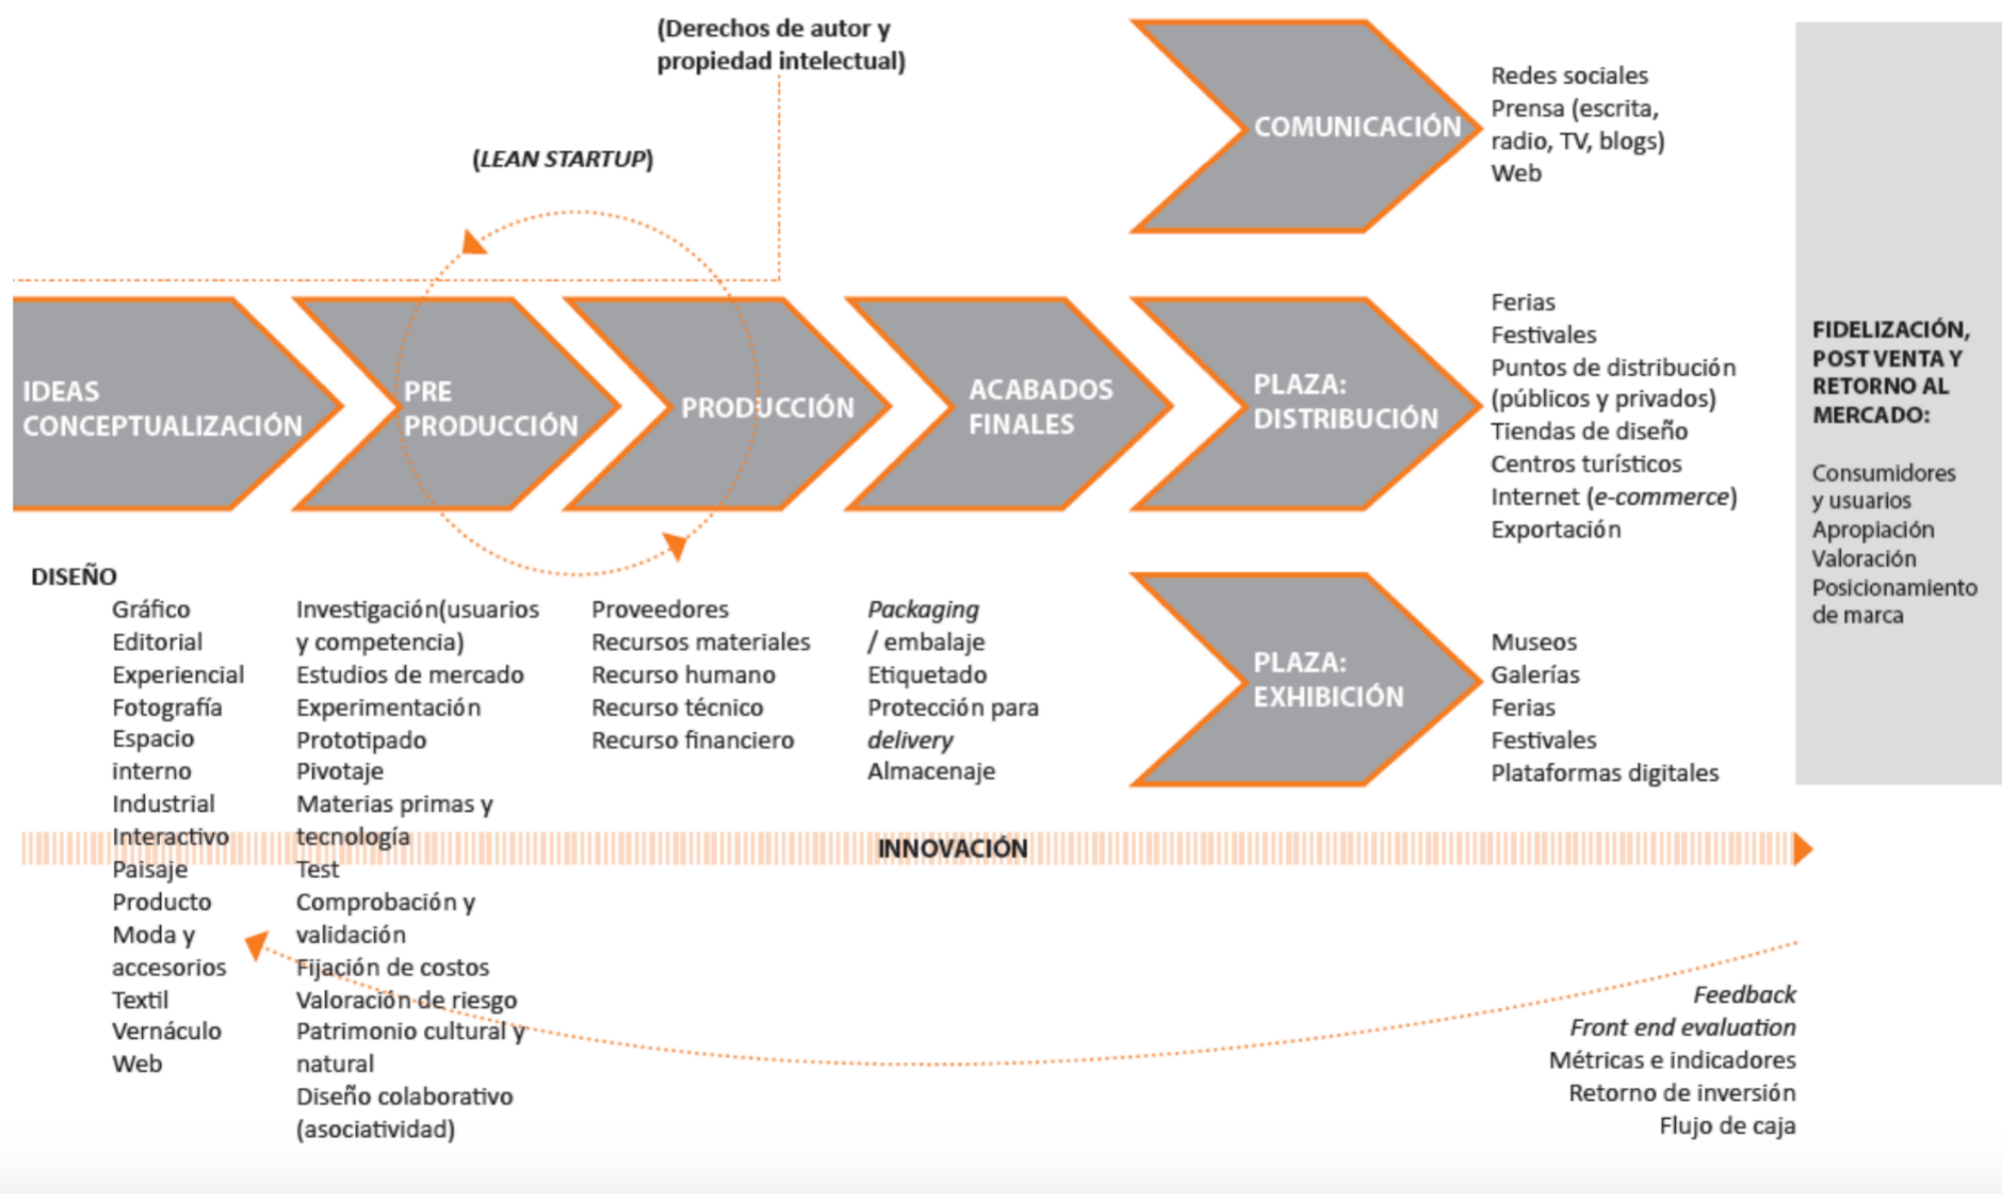 (Derechos de autor y
propiedad intelectual)
(LEAN STARTUP)
COMUNICACIÓN
Redes sociales
Prensa (escrita,
radio, TV, blogs)
Web
IDEAS
CONCEPTUALIZACIÓN
PRE
PRODUCCIÓN
PRODUCCIÓN
ACABADOS
FINALES
PLAZA:
DISTRIBUCIÓN
Ferias
Festivales
Puntos de distribución
(públicos y privados)
Tiendas de diseño
Centros turísticos
Internet (e-commerce)
Exportación
FIDELIZACIÓN,
POST VENTA Y
RETORNO AL
MERCADO:
Consumidores
y usuarios
Apropiación
Valoración
Posicionamiento
de marca
DISEÑO
Gráfico
Editorial
Experiencial
Fotografía
Espacio
interno
Industrial
Interactivo
Paisaje
Producto
Moda y
accesorios
Textil
Vernáculo
Web
Investigación(usuarios
y competencia)
Estudios de mercado
Experimentación
Prototipado
Pivotaje
Materias primas y
tecnología
Test
Comprobación y
validación
Fijación de costos
Valoración de riesgo
Patrimonio cultural y
natural
Diseño colaborativo
(asociatividad)
Proveedores
Recursos materiales
Recurso humano
Recurso técnico
Recurso financiero
Packaging
/ embalaje
Etiquetado
Protección para
delivery
Almacenaje
PLAZA:
EXHIBICIÓN
Museos
Galerías
Ferias
Festivales
Plataformas digitales
INNOVACIÓN
Feedback
Front end evaluation
Métricas e indicadores
Retorno de inversión
Flujo de caja